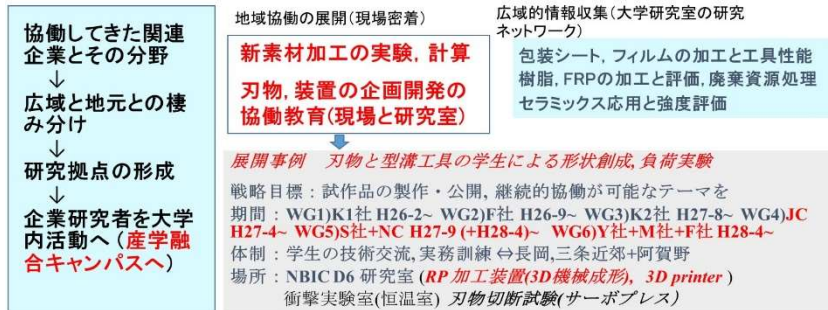 協働してきた関連
企業とその分野
↓
広域と地元との棲
み分け
↓
研究拠点の形成
↓
企業研究者を大学
内活動へ (産学融
合キャンパスへ)
地域協働の展開(現場密着)
新素材加工の実験, 計算
刃物, 装置の企画開発の
協働教育(現場と研究室)
広域的情報収集(大学研究室の研究
ネットワーク)
包装シート, フィルムの加工と工具性能
樹脂, FRPの加工と評価, 廃棄資源処理
セラミックス応用と強度評価
展開事例 刃物と型溝工具の学生による形状創成, 負荷実験
戦略目標:試作品の製作・公開, 継続的協働が可能なテーマを
期間:WG1)K1社 H26-2~ WG2)F社 H26-9~ WG3)K2社 H27-8~ WG4)JC
H27-4~ WG5)S社+NC H27-9 (+H28-4)~ WG6)Y社+M社+F社 H28-4~
体制:学生の技術交流, 実務訓練 ⇔長岡, 三条近郊+阿賀野
場所:NBIC D6 研究室 (RP 加工装置(3D機械成形), 3D printer )
衝撃実験室(恒温室) 刃物切断試験(サーボプレス)